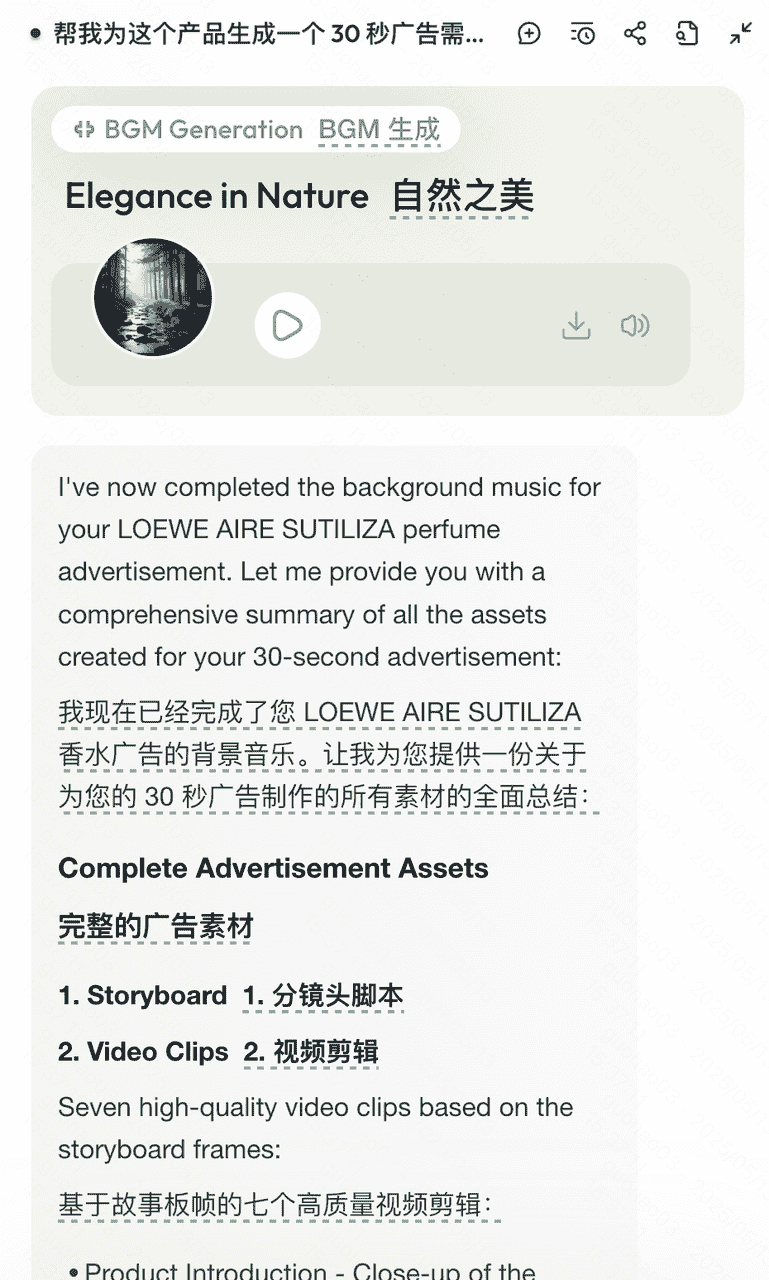 帮我为这个产品生成一个 30 秒广告需...
BGM Generation BGM 生成
Elegance in Nature 自然之美
I've now completed the background music for
your LOEWE AIRE SUTILIZA perfume
advertisement. Let me provide you with a
comprehensive summary of all the assets
created for your 30-second advertisement:
我现在已经完成了您 LOEWE AIRE SUTILIZA
香水广告的背景音乐。让我为您提供一份关于
为您的 30 秒广告制作的所有素材的全面总结：
Complete Advertisement Assets
完整的广告素材
1. Storyboard 1. 分镜头脚本
2. Video Clips 2. 视频剪辑
Seven high-quality video clips based on the
storyboard frames:
基于故事板帧的七个高质量视频剪辑：
• Product Introduction - Close-up of the